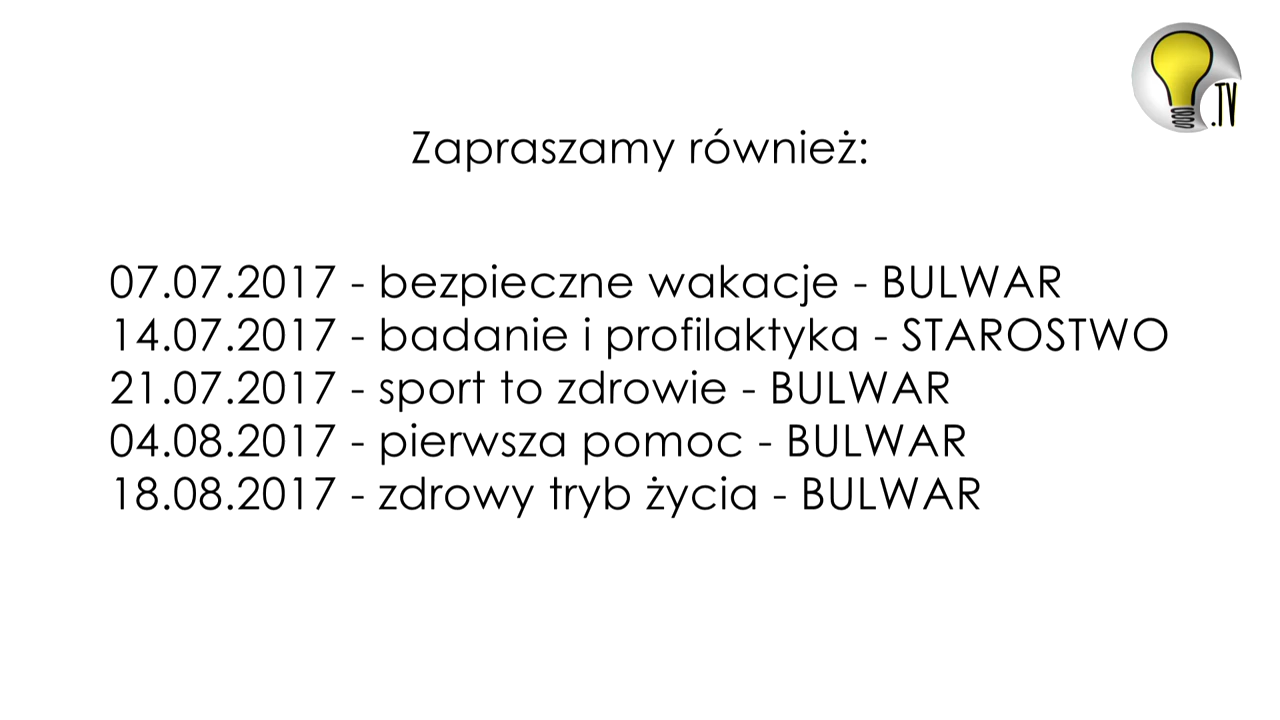 .TV
Zapraszamy również:
07.07.2017 - bezpieczne wakacje - BULWAR
14.07.2017 - badanie i profilaktyka - STAROSTWO
21.07.2017 - sport to zdrowie - BULWAR
04.08.2017 - pierwsza pomoc - BULWAR
18.08.2017 - zdrowy tryb życia - BULWAR